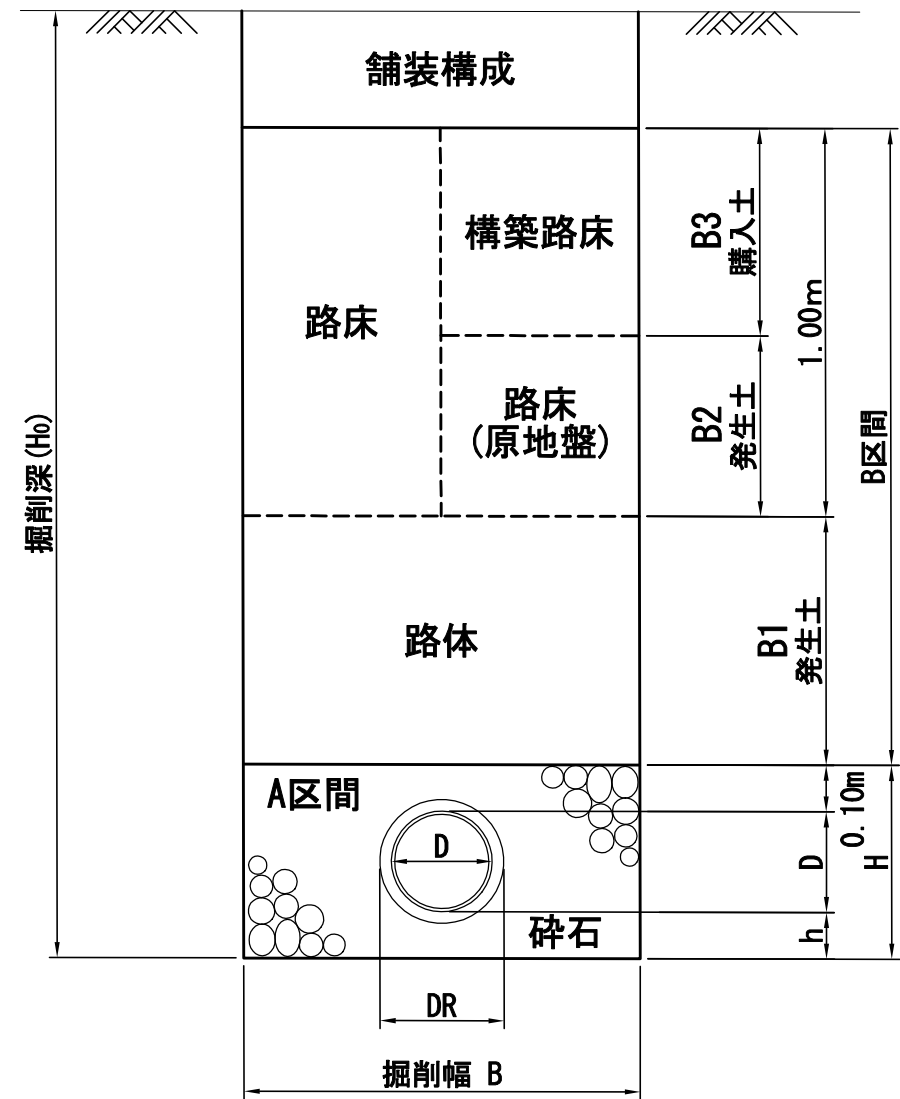 舗装構成
構築路床
路床
路床
(原地盤)
路体
A区間
D
砕石
DR
掘削幅 B
掘削深(H0)
B3
購入土
B2
発生土
1.00m
B区間
B1
発生土
0.10m
D
h
H